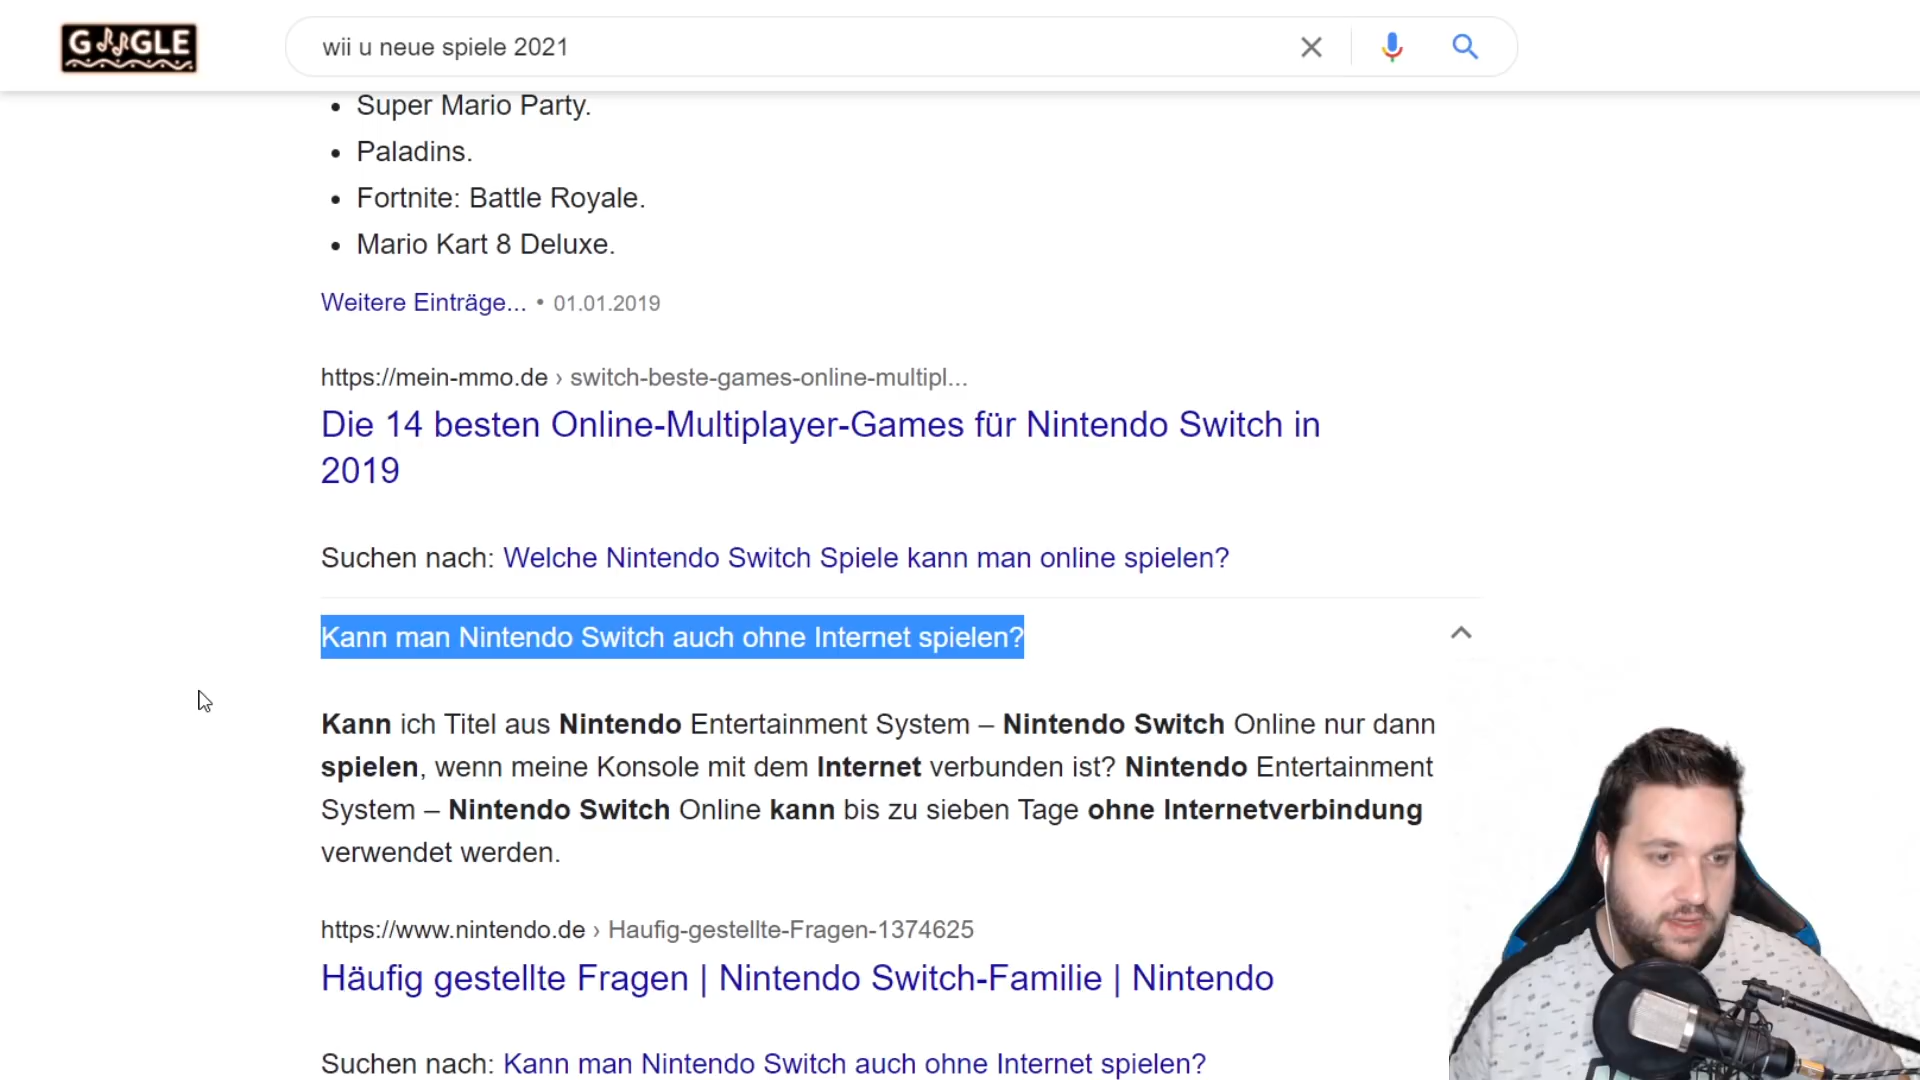 GOOGLE
wii u neue spiele 2021
• Super Mario Party.
• Paladins.
• Fortnite: Battle Royale.
• Mario Kart 8 Deluxe.
Weitere Einträge... • 01.01.2019
https://mein-mmo.de › switch-beste-games-online-multipl...
Die 14 besten Online-Multiplayer-Games für Nintendo Switch in
2019
Suchen nach: Welche Nintendo Switch Spiele kann man online spielen?
Kann man Nintendo Switch auch ohne Internet spielen?
Kann ich Titel aus Nintendo Entertainment System – Nintendo Switch Online nur dann
spielen, wenn meine Konsole mit dem Internet verbunden ist? Nintendo Entertainment
System – Nintendo Switch Online kann bis zu sieben Tage ohne Internetverbindung
verwendet werden.
https://www.nintendo.de › Haufig-gestellte-Fragen-1374625
Häufig gestellte Fragen | Nintendo Switch-Familie | Nintendo
Suchen nach: Kann man Nintendo Switch auch ohne Internet spielen?